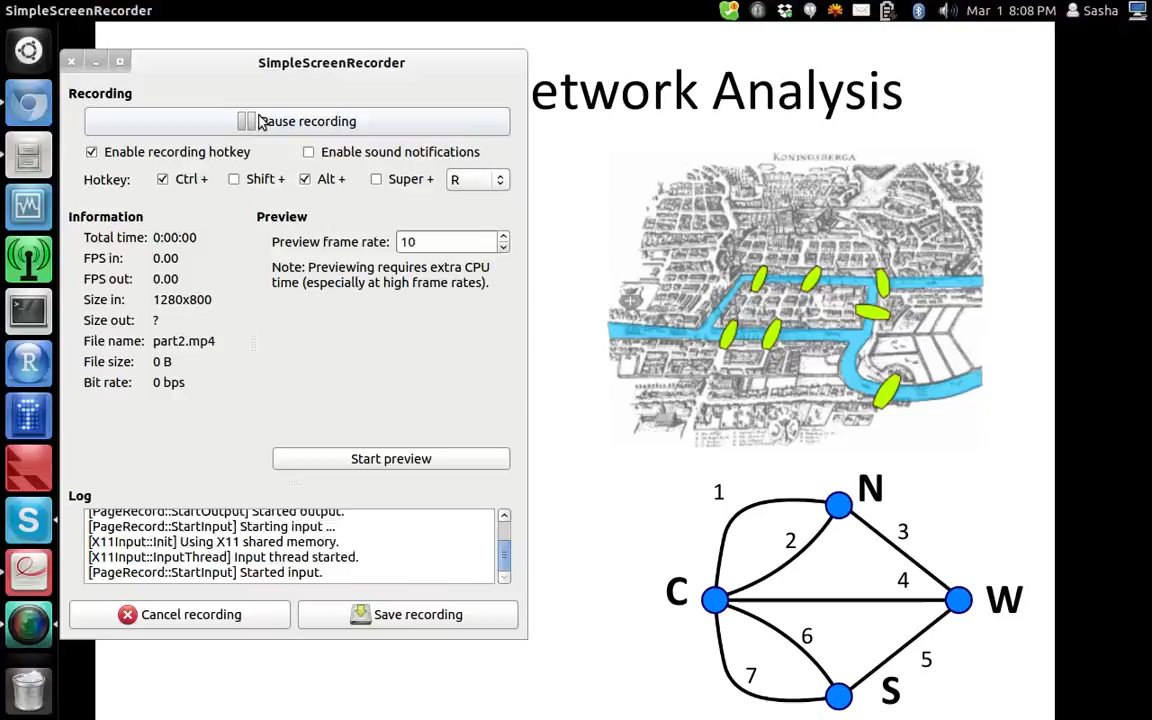 SimpleScreenRecorder
Mar 1 8:08 PM
Sasha
SimpleScreenRecorder
etwork Analysis
Recording
ause recording
Enable recording hotkey
Enable sound notifications
Hotkey:
Ctrl +
Shift +
Alt +
Super +
R
Information
Total time: 0:00:00
FPS in: 0.00
FPS out: 0.00
Size in: 1280x800
Size out: ?
File name: part2.mp4
File size: 0 B
Bit rate: 0 bps
Preview
Preview frame rate: 10
Note: Previewing requires extra CPU
time (especially at high frame rates).
Start preview
Log
[PageRecord::StartOutput] Started output.
[PageRecord::StartInput] Starting input ...
[X11Input::Init] Using X11 shared memory.
[X11Input::InputThread] Input thread started.
[PageRecord::StartInput] Started input.
Cancel recording
Save recording
KONINGSBERGA
1
N
2
3
4
C
W
6
5
7
S